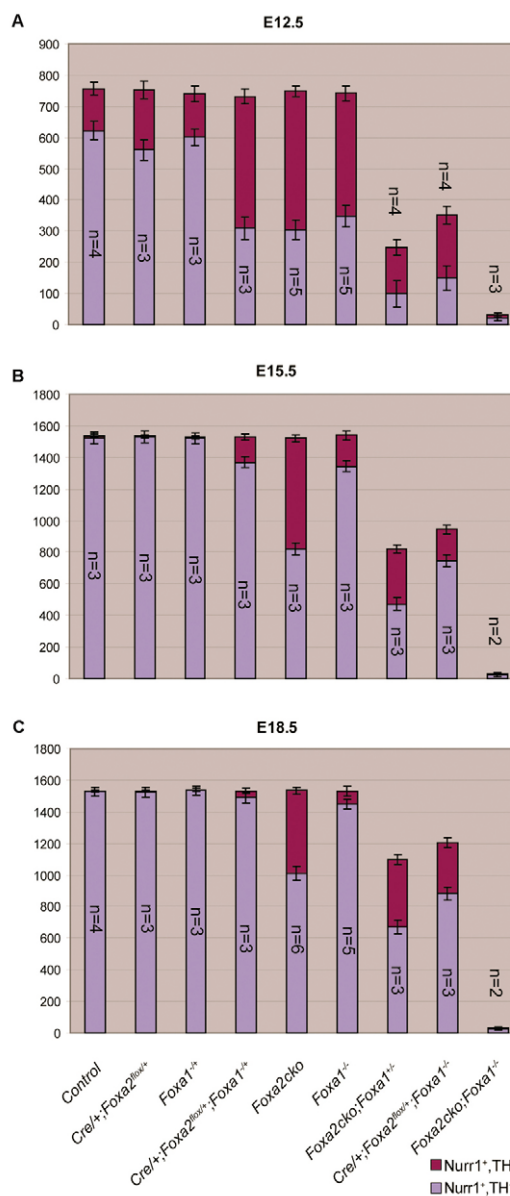 A
E12.5
900
800
700
600
500
400
300
200
100
0
n=4
n=3
n=3
n=3
n=5
n=5
n=4
n=4
n=3
B
E15.5
1800
1600
1400
1200
1000
800
600
400
200
0
n=3
n=3
n=3
n=3
n=3
n=3
n=3
n=3
n=2
C
E18.5
1800
1600
1400
1200
1000
800
600
400
200
0
n=4
n=3
n=3
n=3
n=6
n=5
n=3
n=3
n=2
Control
Cre/+;Foxa2flox/+
Foxa1-/+
Cre/+;Foxa2flox/+;Foxa1-/+
Foxa2cko
Foxa1-/-
Foxa2cko;Foxa1+/-
Cre/+;Foxa2flox/+;Foxa1-/-
Foxa2cko;Foxa1-/-
Nurr1+,TH
Nurr1+,TH